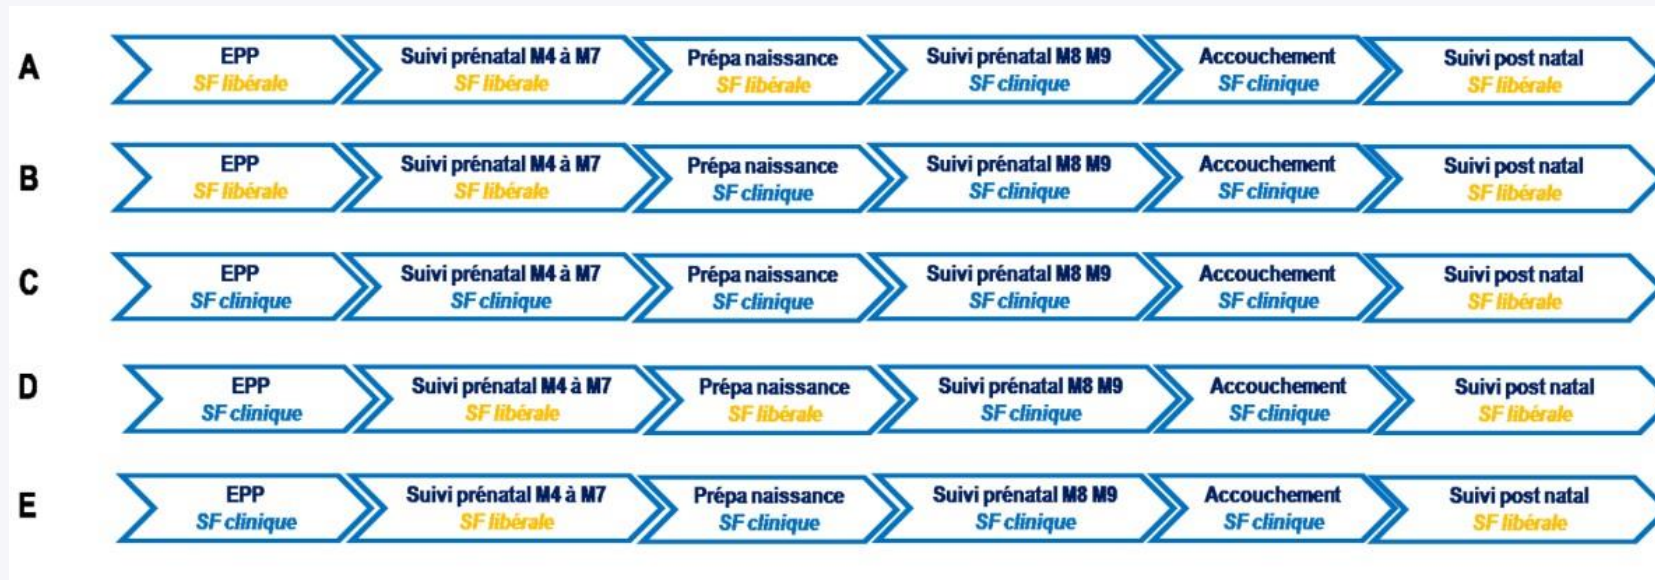 A
EPP
SF libérale
Suivi prénatal M4 à M7
SF libérale
Prépa naissance
SF libérale
Suivi prénatal M8 M9
SF clinique
Accouchement
SF clinique
Suivi post natal
SF libérale
B
EPP
SF libérale
Suivi prénatal M4 à M7
SF libérale
Prépa naissance
SF clinique
Suivi prénatal M8 M9
SF clinique
Accouchement
SF clinique
Suivi post natal
SF libérale
C
EPP
SF clinique
Suivi prénatal M4 à M7
SF clinique
Prépa naissance
SF clinique
Suivi prénatal M8 M9
SF clinique
Accouchement
SF clinique
Suivi post natal
SF libérale
D
EPP
SF clinique
Suivi prénatal M4 à M7
SF libérale
Prépa naissance
SF libérale
Suivi prénatal M8 M9
SF clinique
Accouchement
SF clinique
Suivi post natal
SF libérale
E
EPP
SF clinique
Suivi prénatal M4 à M7
SF libérale
Prépa naissance
SF clinique
Suivi prénatal M8 M9
SF clinique
Accouchement
SF clinique
Suivi post natal
SF libérale